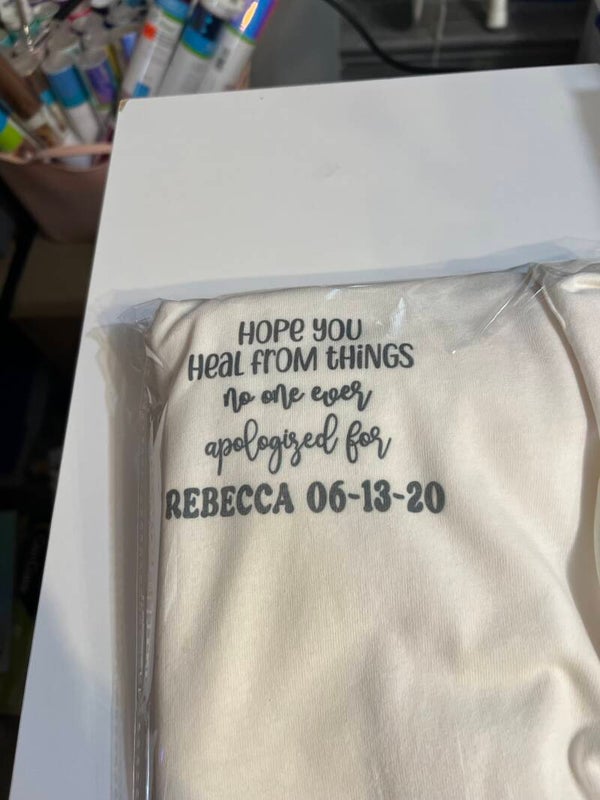 HOPE YOU
HEAL FROM THINGS
no one ever
apologized for
REBECCA 06-13-20